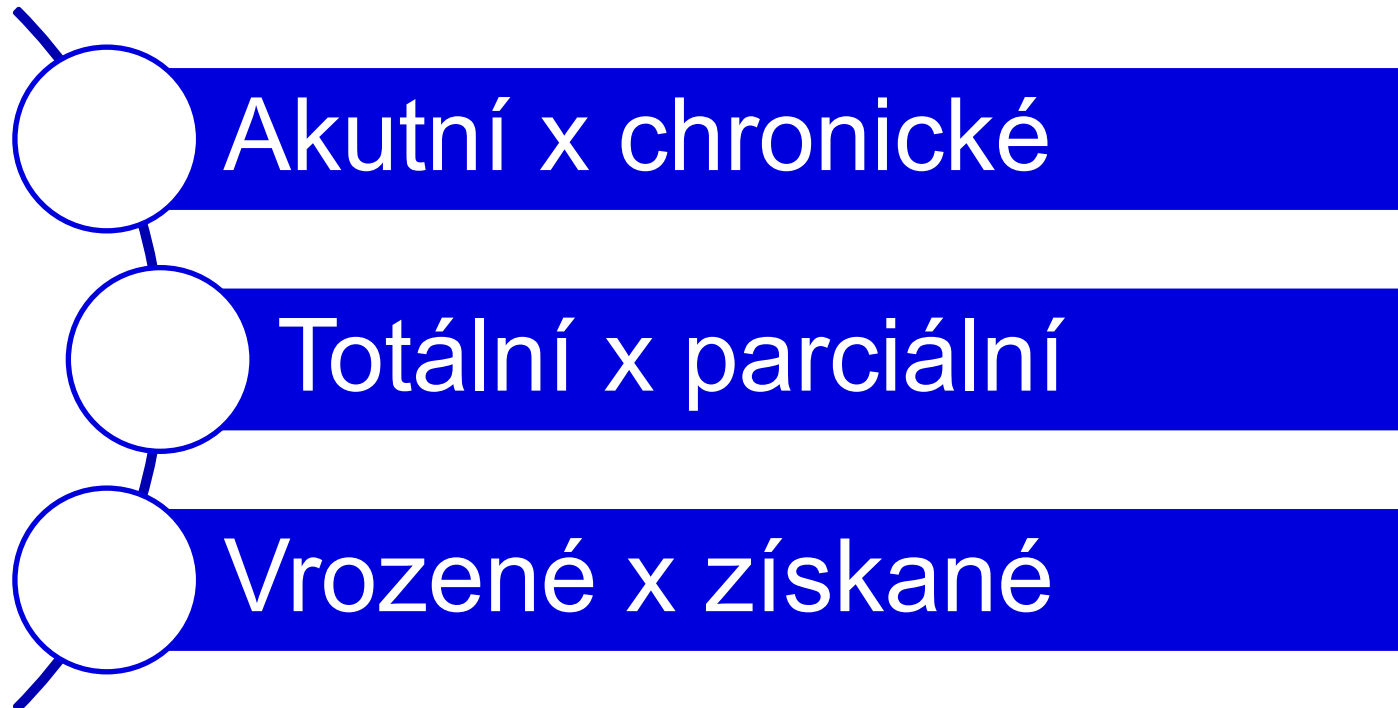 Akutní x chronické
Totální x parciální
Vrozené x získané